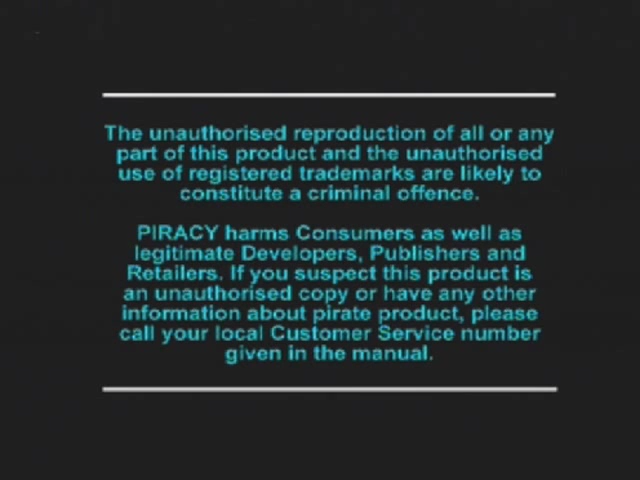 The unauthorised reproduction of all or any
part of this product and the unauthorised
use of registered trademarks are likely to
constitute a criminal offence.
PIRACY harms Consumers as well as
legitimate Developers, Publishers and
Retailers. If you suspect this product is
an unauthorised copy or have any other
information about pirate product, please
call your local Customer Service number
given in the manual.